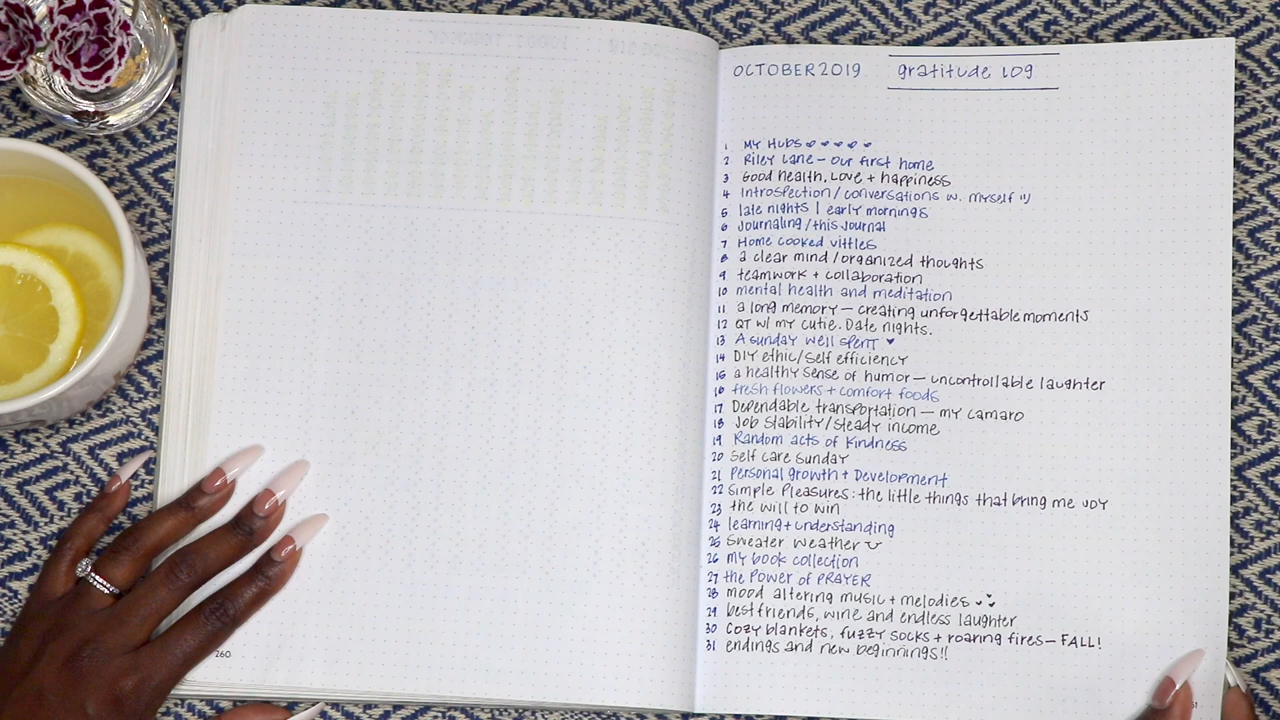 OCTOBER 2019 gratitude log
1 MY HUBS
2 Riley Lane - our first home
3 Good health, Love + happiness
4 Introspection / conversations w. myself :)
5 late nights | early mornings
6 Journaling / this journal
7 Home cooked vittles
8 a clear mind / organized thoughts
9 teamwork + collaboration
10 mental health and meditation
11 a long memory — creating unforgettable moments
12 QT w/ my cutie. Date nights.
13 A sunday well spent ♥
14 DIY ethic/self efficiency
15 a healthy sense of humor — uncontrollable laughter
16 fresh flowers + comfort foods
17 Dependable transportation — my camaro
18 Job stability/steady income
19 Random acts of kindness
20 self care sunday
21 Personal growth + Development
22 Simple Pleasures: the little things that bring me JOY
23 the will to win
24 learning + understanding
25 Sweater weather
26 my book collection
27 the Power of PRAYER
28 mood altering music + melodies
29 best friends, wine and endless laughter
30 Cozy blankets, fuzzy socks + roaring fires — FALL!
31 endings and new beginnings!!
260